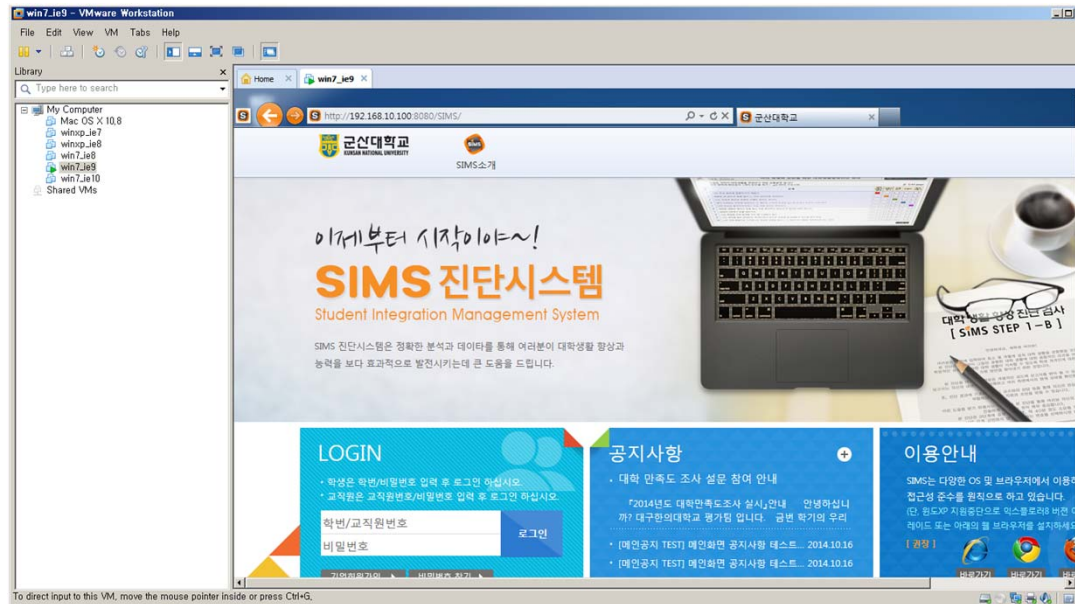 win7_ie9 - VMware Workstation
File Edit View VM Tabs Help
Library
Type here to search
My Computer
Mac OS X 10.8
winxp_ie7
winxp_ie8
win7_ie8
win7_ie9
win7_ie10
Shared VMs
Home
win7_ie9
http://192.168.10.100:8080/SIMS/
군산대학교
군산대학교
KUNSAN NATIONAL UNIVERSITY
SIMS
SIMS소개
이제부터 시작이야~!
SIMS 진단시스템
Student Integration Management System
SIMS 진단시스템은 정확한 분석과 데이타를 통해 여러분이 대학생활 향상과
능력을 보다 효과적으로 발전시키는데 큰 도움을 드립니다.
[ SiMS STEP 1-B ]
LOGIN
• 학생은 학번/비밀번호 입력 후 로그인 하십시오.
• 교직원은 교직원번호/비밀번호 입력 후 로그인 하십시오.
학번/교직원번호
비밀번호
로그인
비밀번호 찾기
공지사항
• 대학 만족도 조사 설문 참여 안내
『2014년도 대학만족도조사 실시』안내 안녕하십니
까? 대구한의대학교 평가팀 입니다. 금번 학기의 우리
• [메인공지 TEST] 메인화면 공지사항 테스트... 2014.10.16
• [메인공지 TEST] 메인화면 공지사항 테스트... 2014.10.16
이용안내
SIMS는 다양한 OS 및 브라우저에서 이용하
접근성 준수를 원칙으로 하고 있습니다.
(단, 윈도XP 지원중단으로 익스플로러8 버전
레이드 또는 아래의 웹 브라우저를 설치하세요
[ 권장 ]
바로가기
바로가기
To direct input to this VM, move the mouse pointer inside or press Ctrl+G.